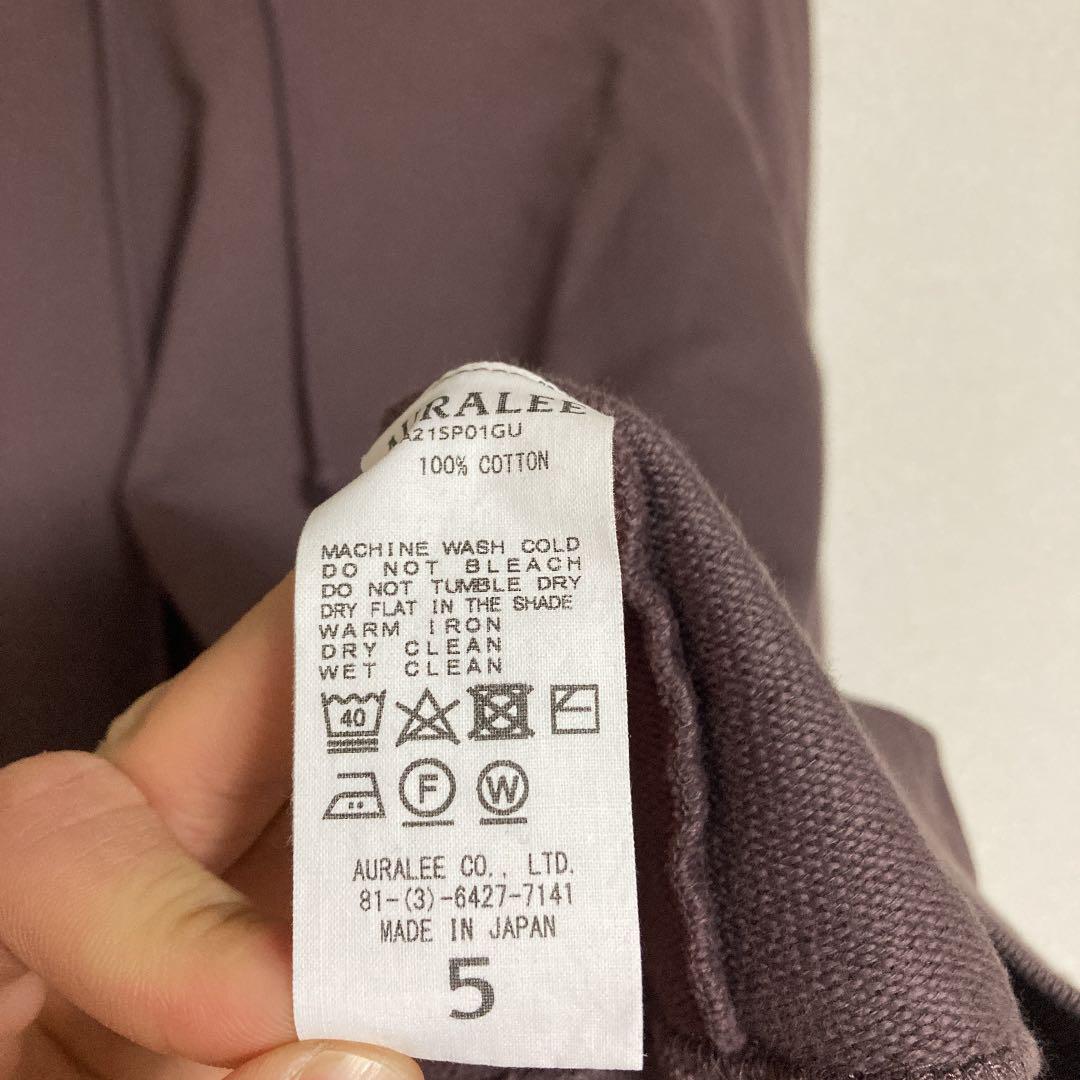 AURALEE
A21SP01GU
100% COTTON
MACHINE WASH COLD
DO NOT BLEACH
DO NOT TUMBLE DRY
DRY FLAT IN THE SHADE
WARM IRON
DRY CLEAN
WET CLEAN
40
F W
AURALEE CO., LTD.
81-(3)-6427-7141
MADE IN JAPAN
5